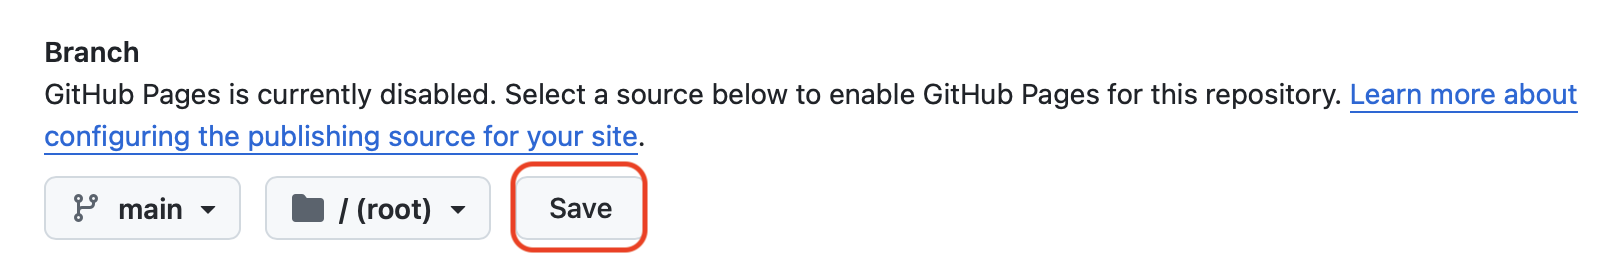 Branch
GitHub Pages is currently disabled. Select a source below to enable GitHub Pages for this repository. Learn more about
configuring the publishing source for your site.
main / (root) Save